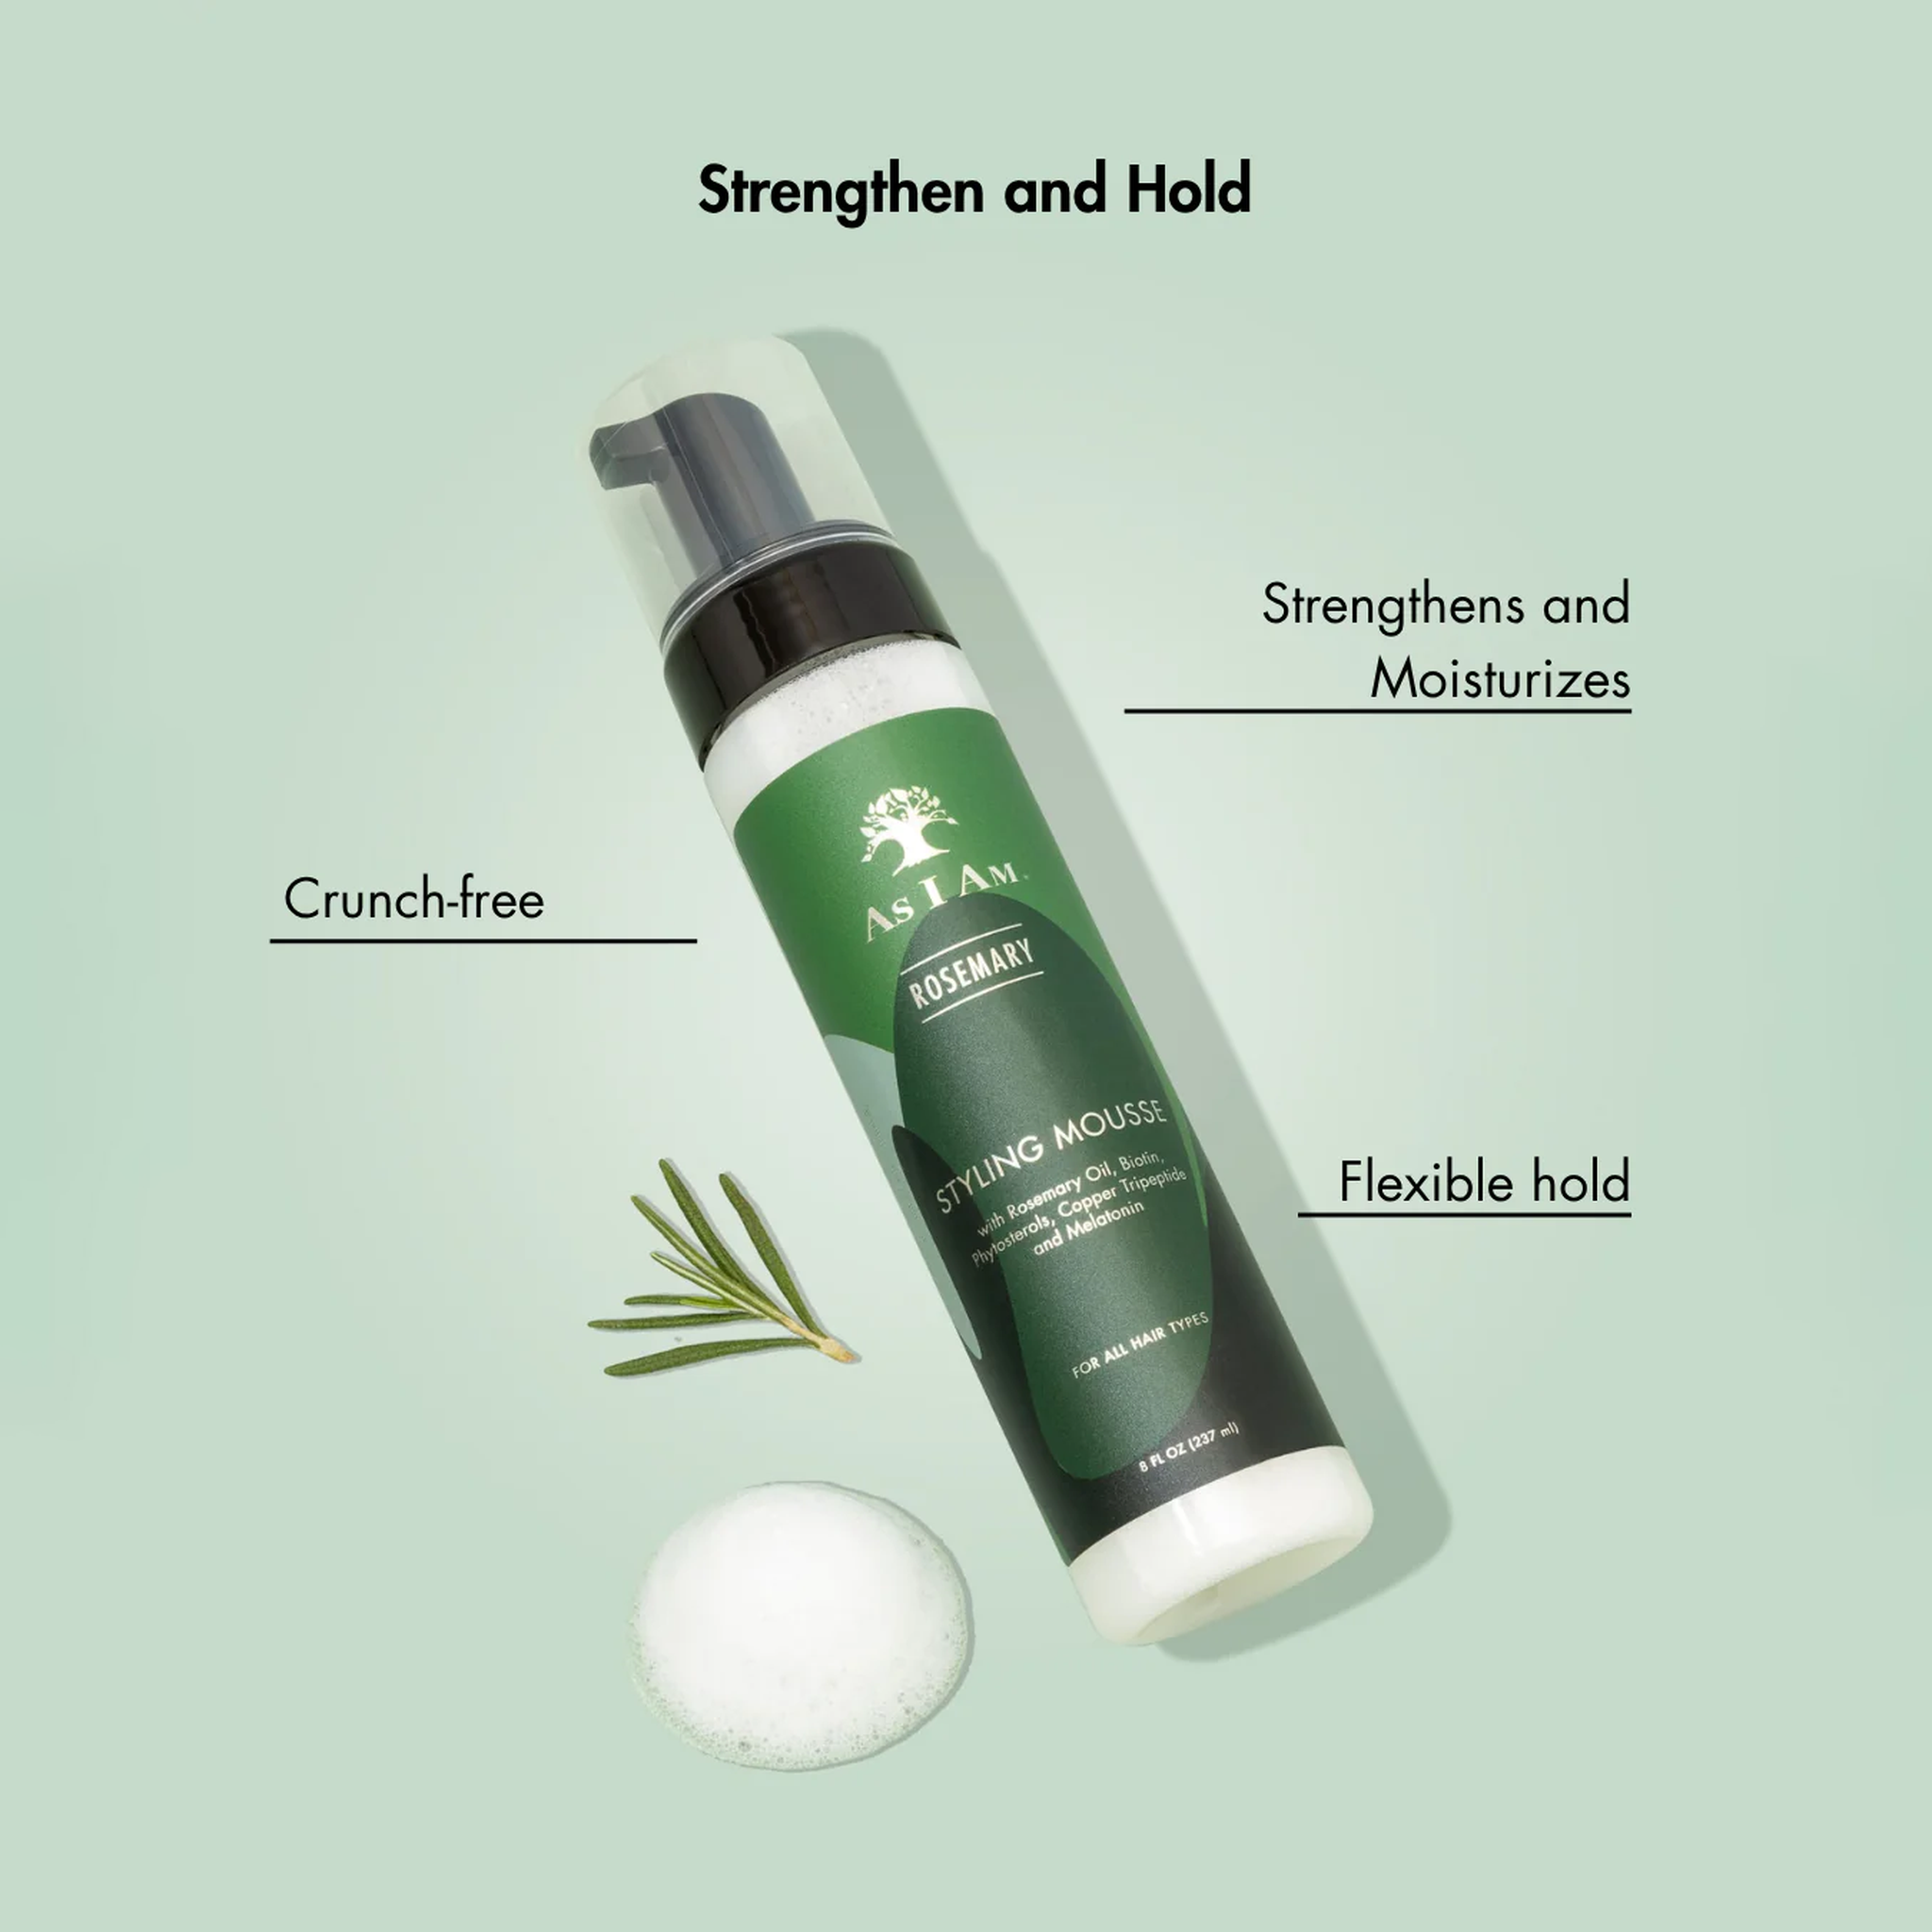 Strengthen and Hold
Strengthens and
Moisturizes
Crunch-free
Flexible hold
AS I AM
ROSEMARY
STYLING MOUSSE
with Rosemary Oil, Biotin,
Phytosterols, Copper Tripeptide
and Melatonin
FOR ALL HAIR TYPES
8 FL OZ (237 ml)